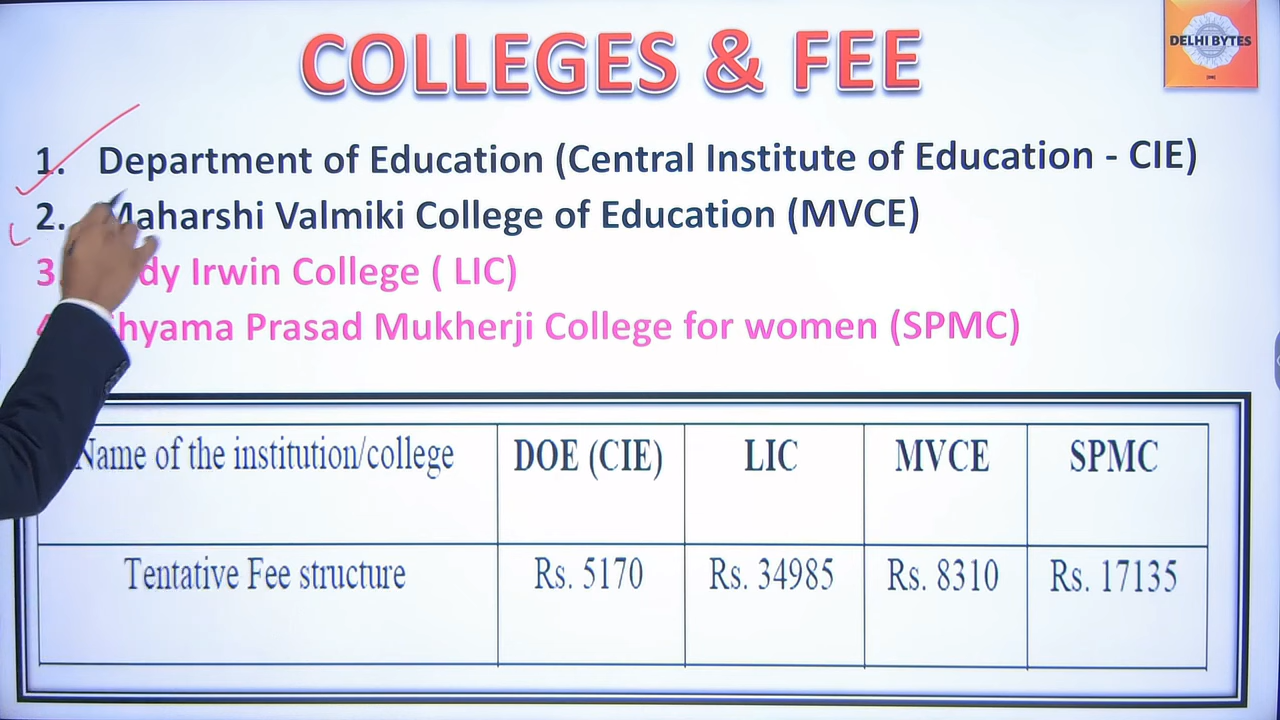 COLLEGES & FEE
DELHI BYTES
1. Department of Education (Central Institute of Education - CIE)
2. Maharshi Valmiki College of Education (MVCE)
3. Irwin College ( LIC)
Prasad Mukherji College for women (SPMC)
Name of the institution/college DOE (CIE) LIC MVCE SPMC
Tentative Fee structure Rs. 5170 Rs. 34985 Rs. 8310 Rs. 17135